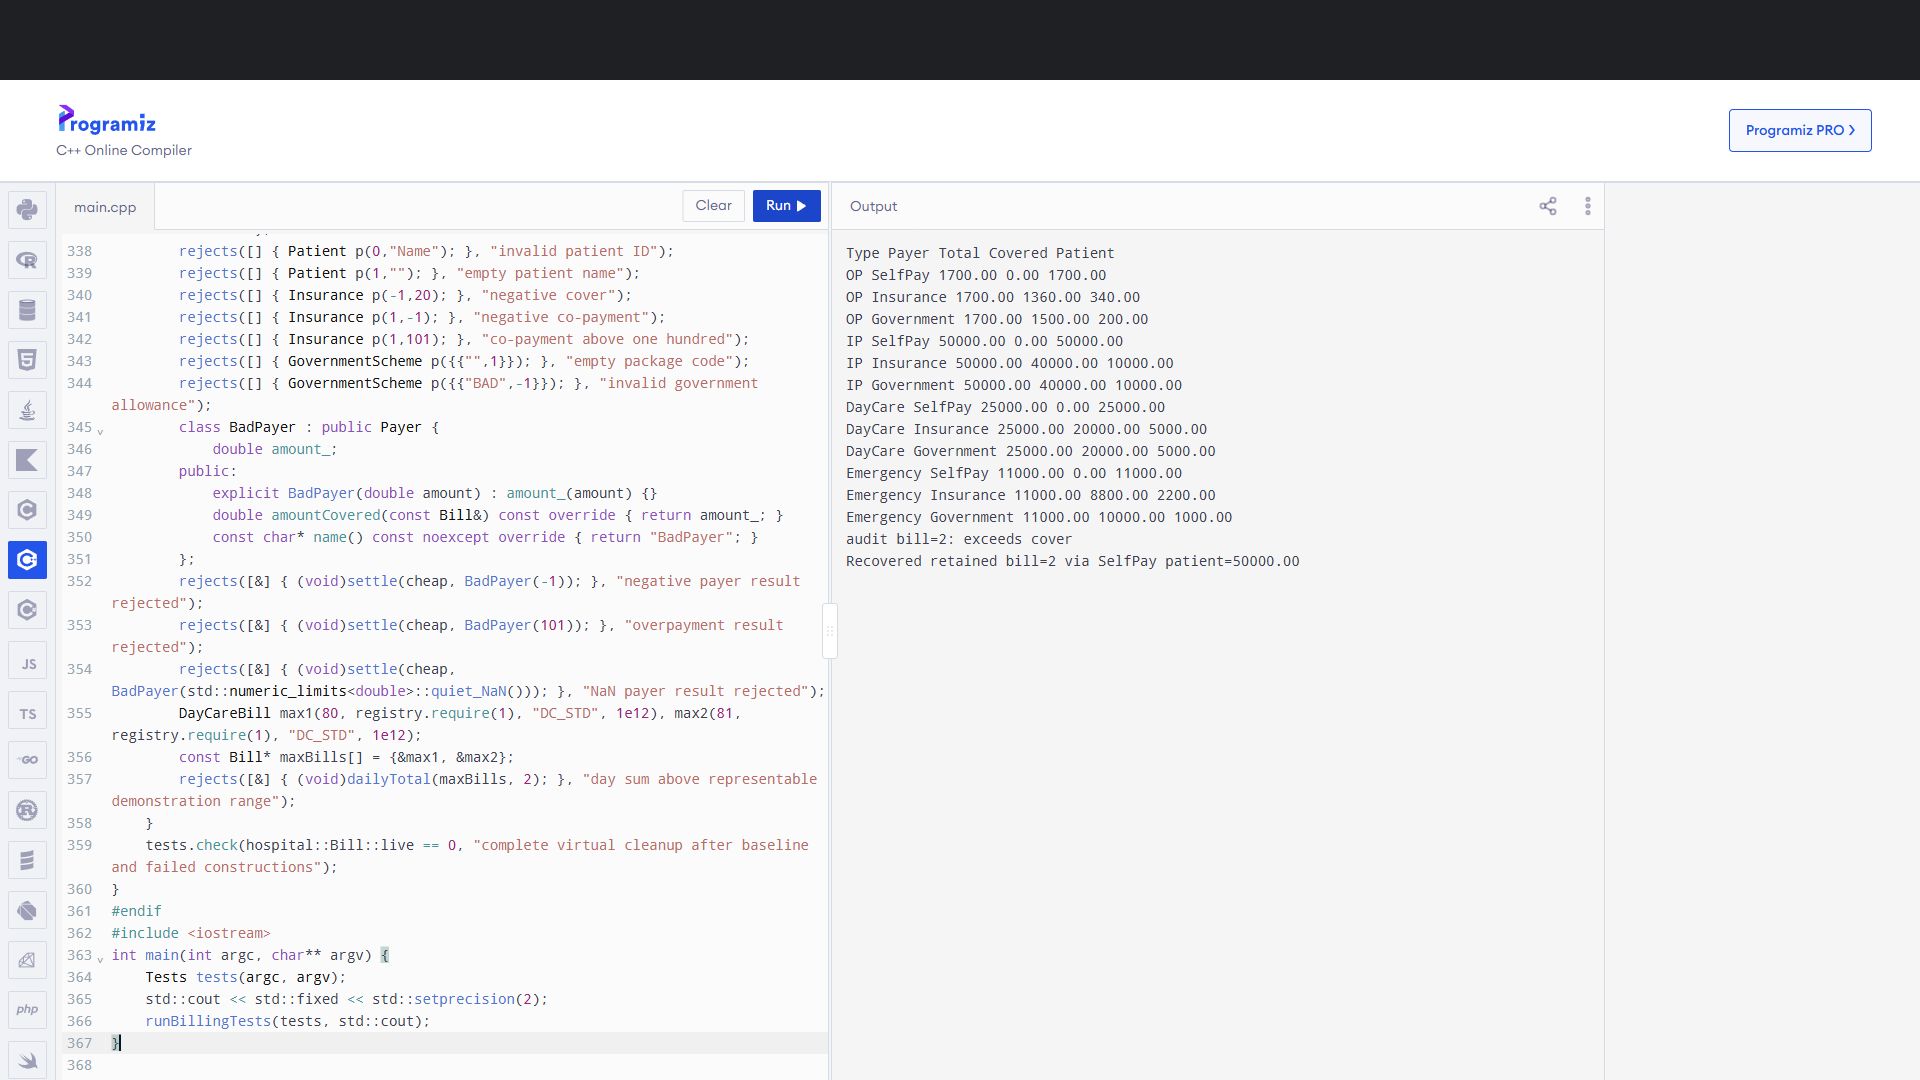 Programiz
C++ Online Compiler
Programiz PRO ❯
main.cpp
Clear
Run
Output
338 rejects([] { Patient p(0,"Name"); }, "invalid patient ID");
339 rejects([] { Patient p(1,""); }, "empty patient name");
340 rejects([] { Insurance p(-1,20); }, "negative cover");
341 rejects([] { Insurance p(1,-1); }, "negative co-payment");
342 rejects([] { Insurance p(1,101); }, "co-payment above one hundred");
343 rejects([] { GovernmentScheme p({{"",1}}); }, "empty package code");
344 rejects([] { GovernmentScheme p({{"BAD",-1}}); }, "invalid government
allowance");
345 class BadPayer : public Payer {
346 double amount_;
347 public:
348 explicit BadPayer(double amount) : amount_(amount) {}
349 double amountCovered(const Bill&) const override { return amount_; }
350 const char* name() const noexcept override { return "BadPayer"; }
351 };
352 rejects([&] { (void)settle(cheap, BadPayer(-1)); }, "negative payer result
rejected");
353 rejects([&] { (void)settle(cheap, BadPayer(101)); }, "overpayment result
rejected");
354 rejects([&] { (void)settle(cheap,
BadPayer(std::numeric_limits<double>::quiet_NaN())); }, "NaN payer result rejected");
355 DayCareBill max1(80, registry.require(1), "DC_STD", 1e12), max2(81,
registry.require(1), "DC_STD", 1e12);
356 const Bill* maxBills[] = {&max1, &max2};
357 rejects([&] { (void)dailyTotal(maxBills, 2); }, "day sum above representable
demonstration range");
358 }
359 tests.check(hospital::Bill::live == 0, "complete virtual cleanup after baseline
and failed constructions");
360 }
361 #endif
362 #include <iostream>
363 int main(int argc, char** argv) {
364 Tests tests(argc, argv);
365 std::cout << std::fixed << std::setprecision(2);
366 runBillingTests(tests, std::cout);
367 }
368
Type Payer Total Covered Patient
OP SelfPay 1700.00 0.00 1700.00
OP Insurance 1700.00 1360.00 340.00
OP Government 1700.00 1500.00 200.00
IP SelfPay 50000.00 0.00 50000.00
IP Insurance 50000.00 40000.00 10000.00
IP Government 50000.00 40000.00 10000.00
DayCare SelfPay 25000.00 0.00 25000.00
DayCare Insurance 25000.00 20000.00 5000.00
DayCare Government 25000.00 20000.00 5000.00
Emergency SelfPay 11000.00 0.00 11000.00
Emergency Insurance 11000.00 8800.00 2200.00
Emergency Government 11000.00 10000.00 1000.00
audit bill=2: exceeds cover
Recovered retained bill=2 via SelfPay patient=50000.00
JS
TS
GO
php